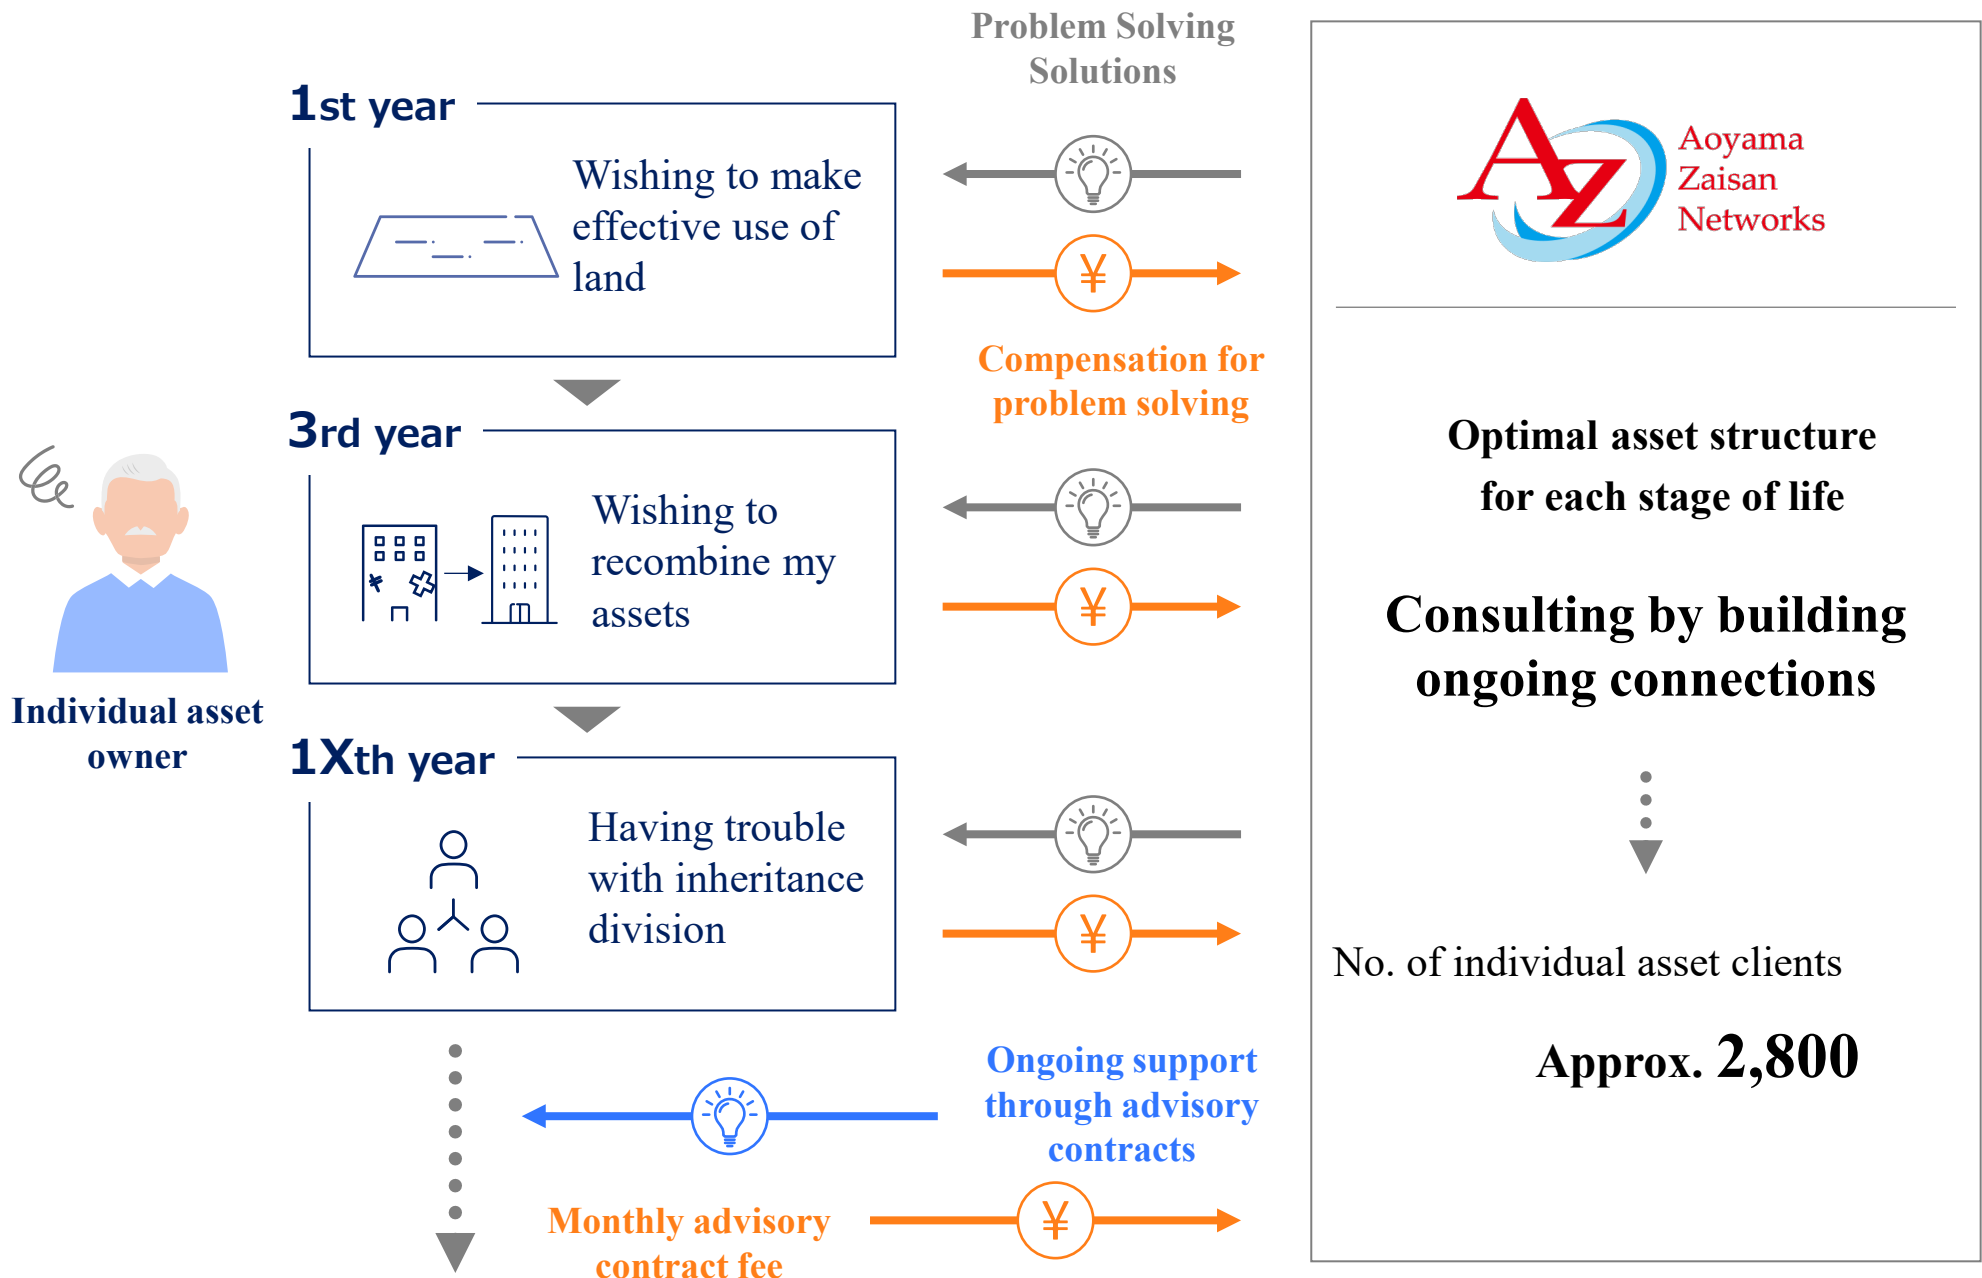 Problem Solving
Solutions
1st year
Wishing to make
effective use of
land
¥
Compensation for
problem solving
3rd year
Wishing to
recombine my
assets
¥
Individual asset
owner
1Xth year
Having trouble
with inheritance
division
¥
Ongoing support
through advisory
contracts
Monthly advisory
contract fee
¥
AZ
Aoyama
Zaisan
Networks
Optimal asset structure
for each stage of life
Consulting by building
ongoing connections
No. of individual asset clients
Approx. 2,800